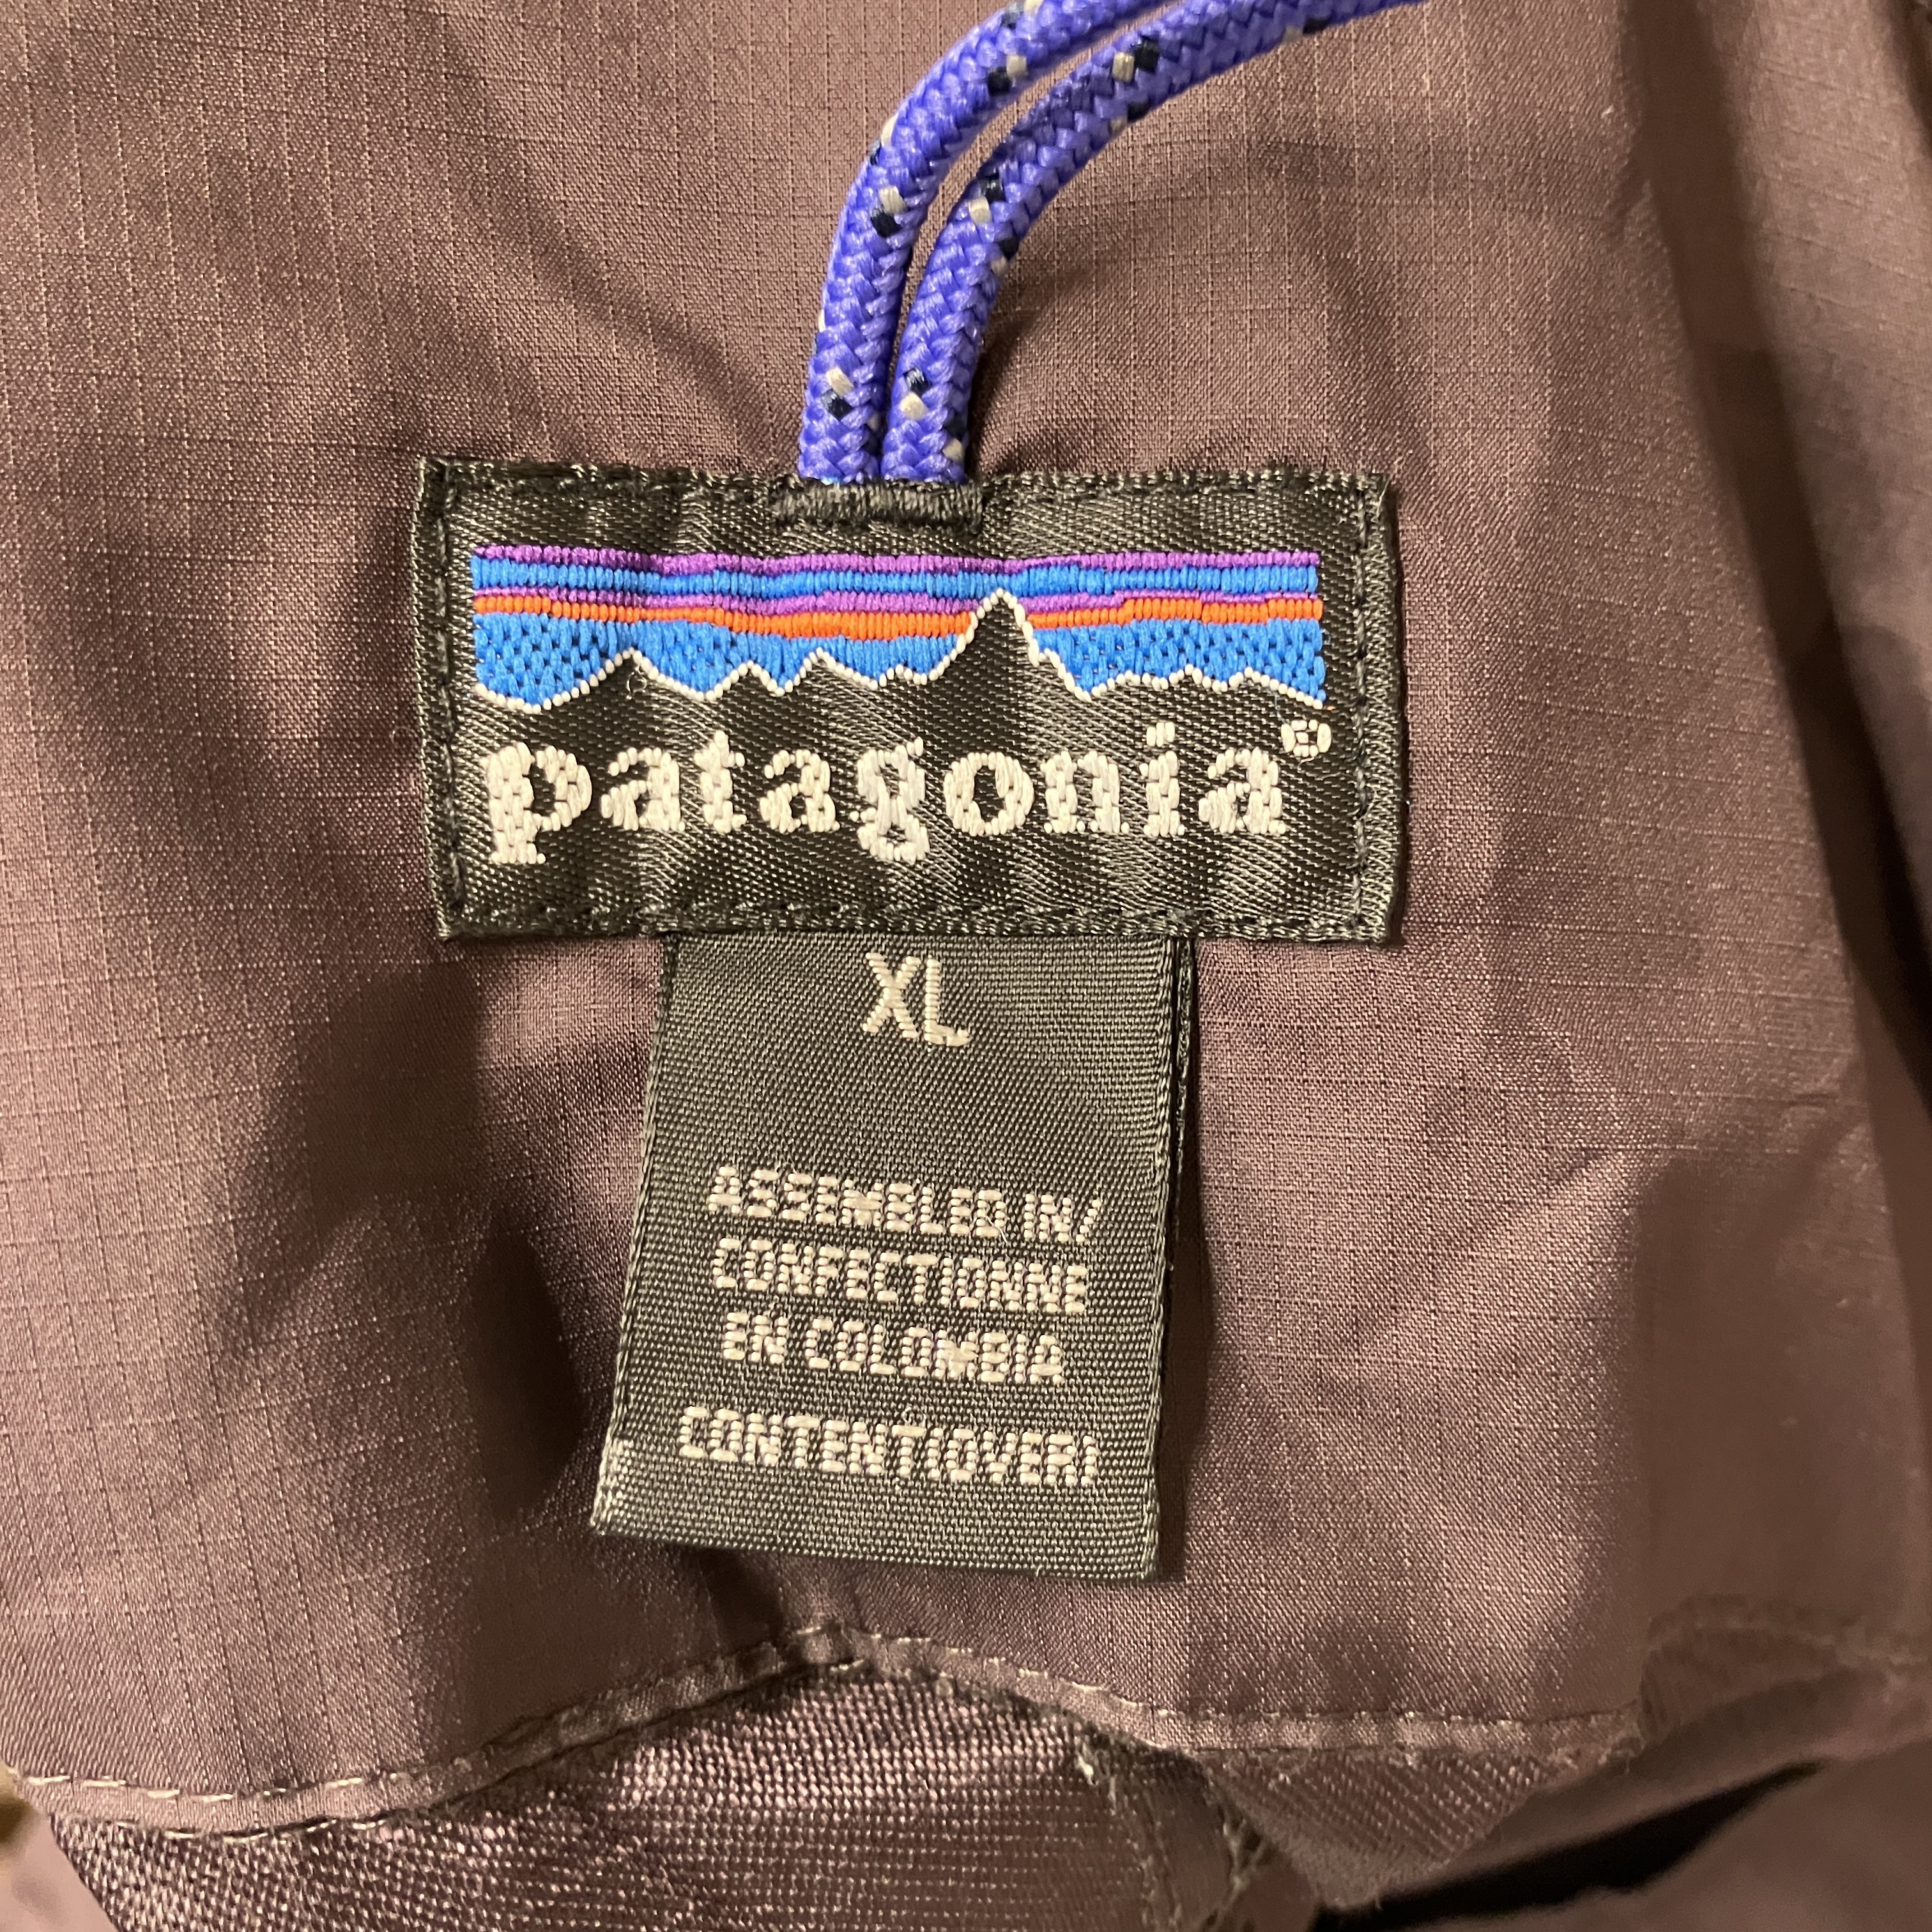 patagonia®
XL
ASSEMBLED IN/
CONFECTIONNE
EN COLOMBIA
CONTENT(OVER)